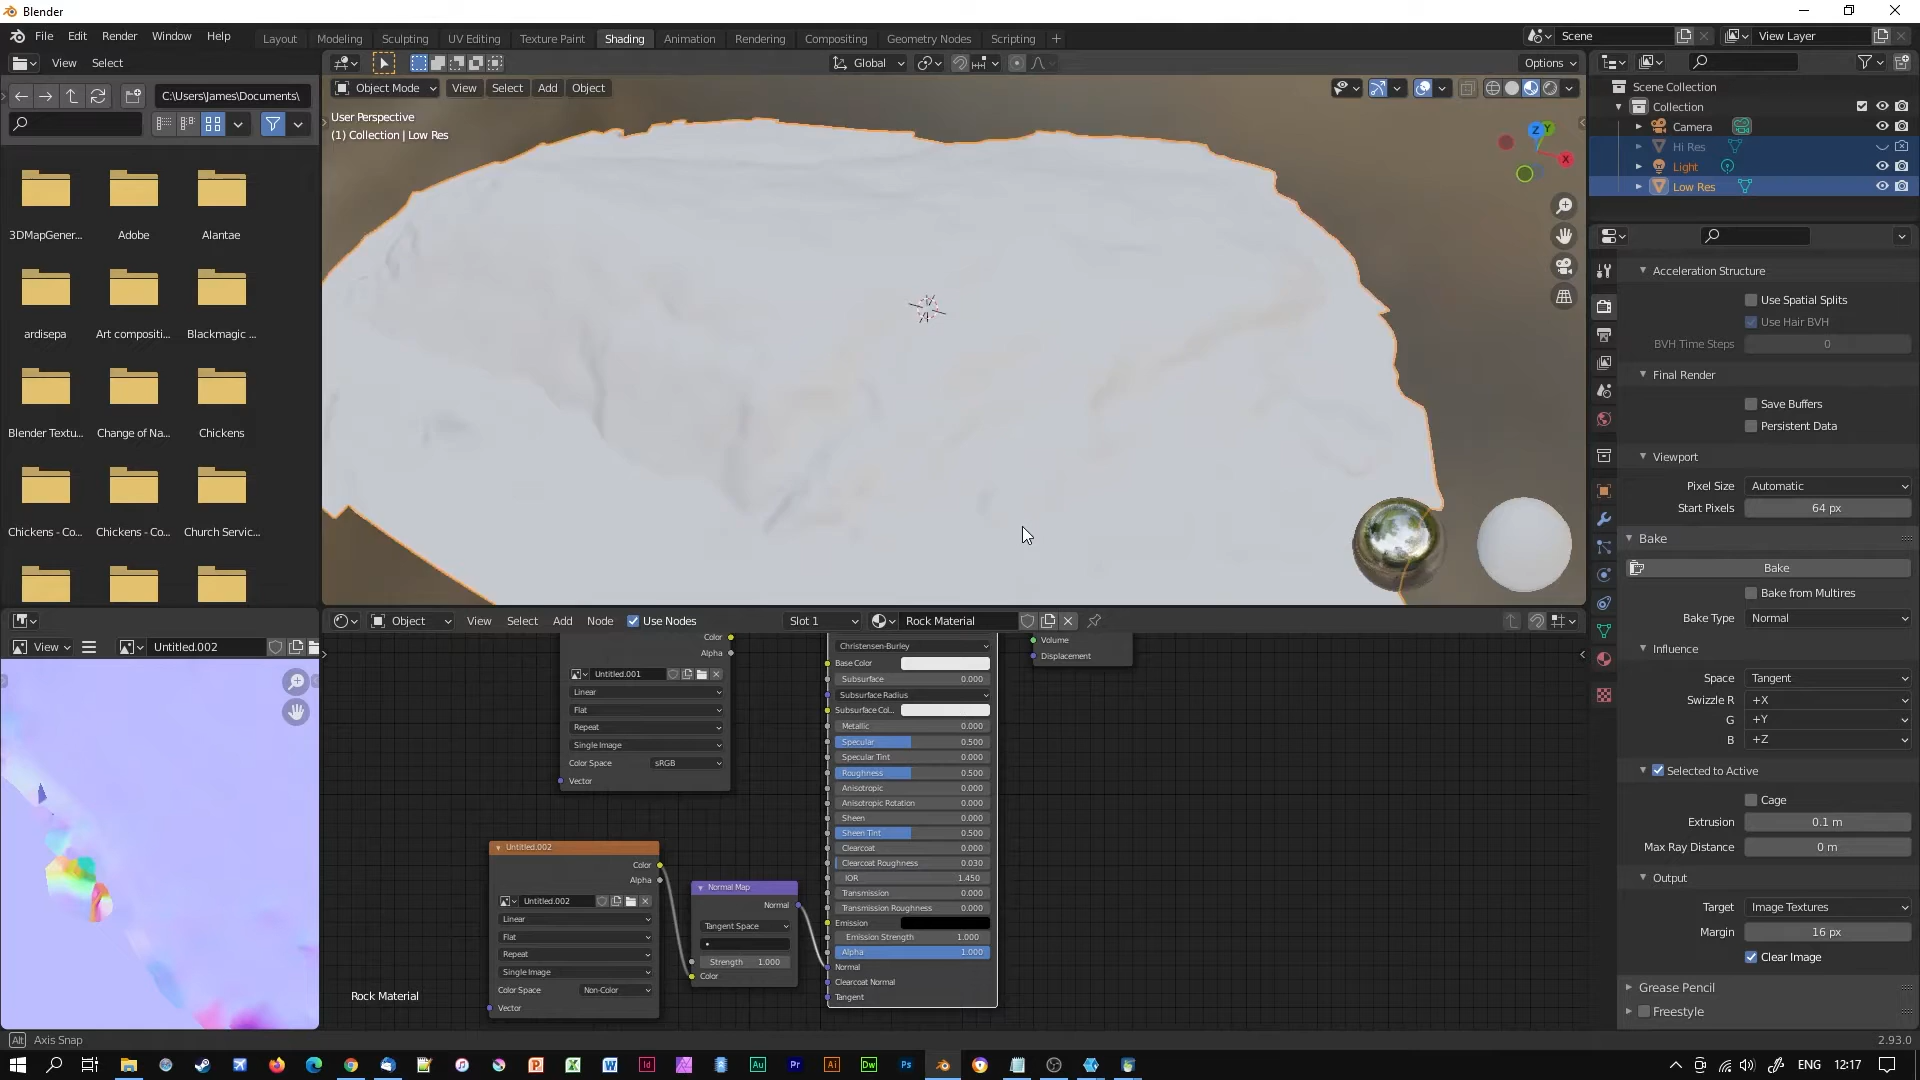 Blender
File Edit Render Window Help
Layout Modeling Sculpting UV Editing Texture Paint Shading Animation Rendering Compositing Geometry Nodes Scripting +
Scene
View Layer
View Select
Global
Options
C:\Users\James\Documents\
Object Mode View Select Add Object
User Perspective
(1) Collection | Low Res
Z Y X
3DMapGener... Adobe Alantae
ardisepa Art compositi... Blackmagic ...
Blender Textu... Change of Na... Chickens
Chickens - Co... Chickens - Co... Church Servic...
Scene Collection
Collection
Camera
Hi Res
Light
Low Res
Acceleration Structure
Use Spatial Splits
Use Hair BVH
BVH Time Steps 0
Final Render
Save Buffers
Persistent Data
Viewport
Pixel Size Automatic
Start Pixels 64 px
Bake
Bake
Bake from Multires
Bake Type Normal
Influence
Space Tangent
Swizzle R +X
G +Y
B +Z
Selected to Active
Cage
Extrusion 0.1 m
Max Ray Distance 0 m
Output
Target Image Textures
Margin 16 px
Clear Image
Grease Pencil
Freestyle
View Untitled.002
Object View Select Add Node Use Nodes Slot 1 Rock Material
Color
Alpha
Untitled.001
Linear
Flat
Repeat
Single Image
Color Space sRGB
Vector
Untitled.002
Color
Alpha
Untitled.002
Linear
Flat
Repeat
Single Image
Color Space Non-Color
Vector
Normal Map
Normal
Tangent Space
Strength 1.000
Color
Christensen-Burley
Base Color
Subsurface 0.000
Subsurface Radius
Subsurface Col...
Metallic 0.000
Specular 0.500
Specular Tint 0.000
Roughness 0.500
Anisotropic 0.000
Anisotropic Rotation 0.000
Sheen 0.000
Sheen Tint 0.500
Clearcoat 0.000
Clearcoat Roughness 0.030
IOR 1.450
Transmission 0.000
Transmission Roughness 0.000
Emission
Emission Strength 1.000
Alpha 1.000
Normal
Clearcoat Normal
Tangent
Volume
Displacement
Rock Material
Alt Axis Snap
2.93.0
Id Au Pr Ai Dw Ps
ENG 12:17